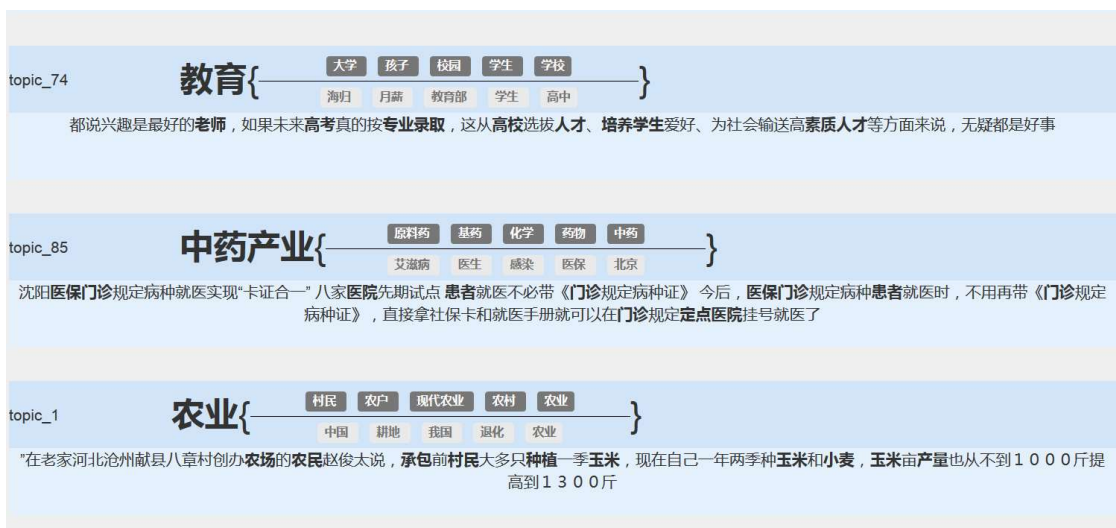 大学 孩子 校园 学生 学校
topic_74 教育{ }
海归 月薪 教育部 学生 高中
都说兴趣是最好的老师，如果未来高考真的按专业录取，这从高校选拔人才、培养学生爱好、为社会输送高素质人才等方面来说，无疑都是好事
原料药 基药 化学 药物 中药
topic_85 中药产业{ }
艾滋病 医生 感染 医保 北京
沈阳医保门诊规定病种就医实现“卡证合一” 八家医院先期试点 患者就医不必带《门诊规定病种证》 今后，医保门诊规定病种患者就医时，不用再带《门诊规定
病种证》，直接拿社保卡和就医手册就可以在门诊规定定点医院挂号就医了
村民 农户 现代农业 农村 农业
topic_1 农业{ }
中国 耕地 我国 退化 农业
”在老家河北沧州献县八章村创办农场的农民赵俊太说，承包前村民大多只种植一季玉米，现在自己一年两季种玉米和小麦，玉米亩产量也从不到１０００斤提
高到１３００斤